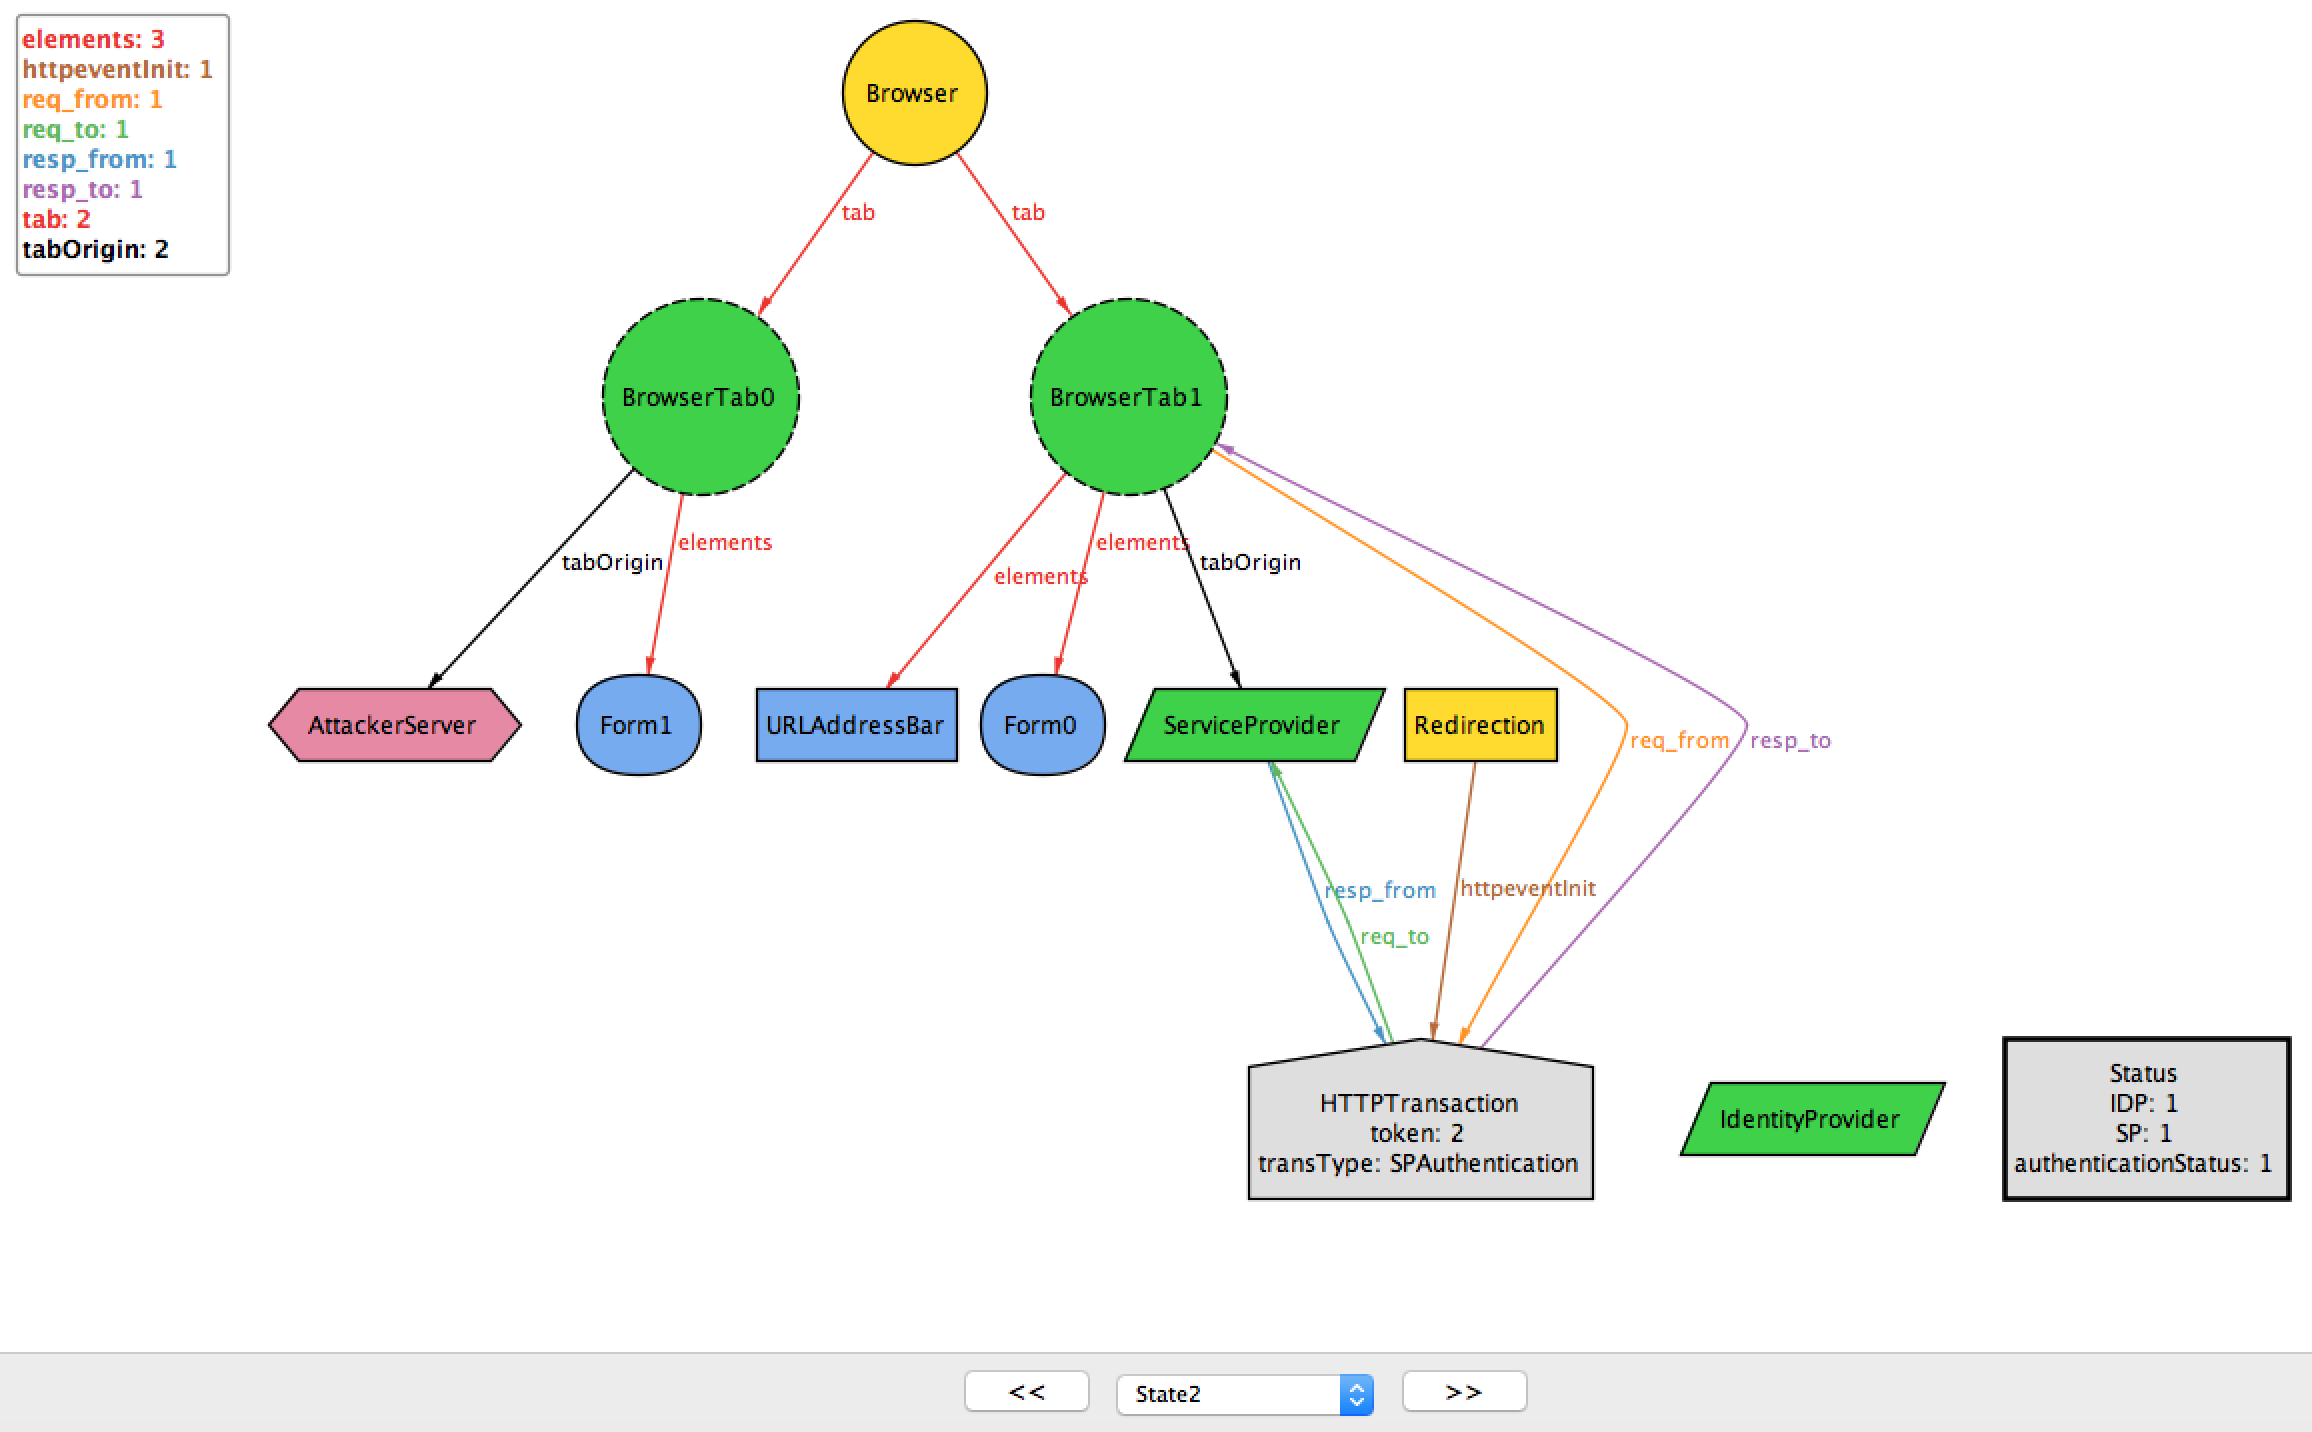 elements: 3
httpeventInit: 1
req_from: 1
req_to: 1
resp_from: 1
resp_to: 1
tab: 2
tabOrigin: 2
Browser
tab
tab
BrowserTab0
BrowserTab1
elements
elements
tabOrigin
tabOrigin
elements
AttackerServer
Form1
URLAddressBar
Form0
ServiceProvider
Redirection
req_from
resp_to
resp_from
httpeventInit
req_to
HTTPTransaction
token: 2
transType: SPAuthentication
IdentityProvider
Status
IDP: 1
SP: 1
authenticationStatus: 1
<<
State2
>>